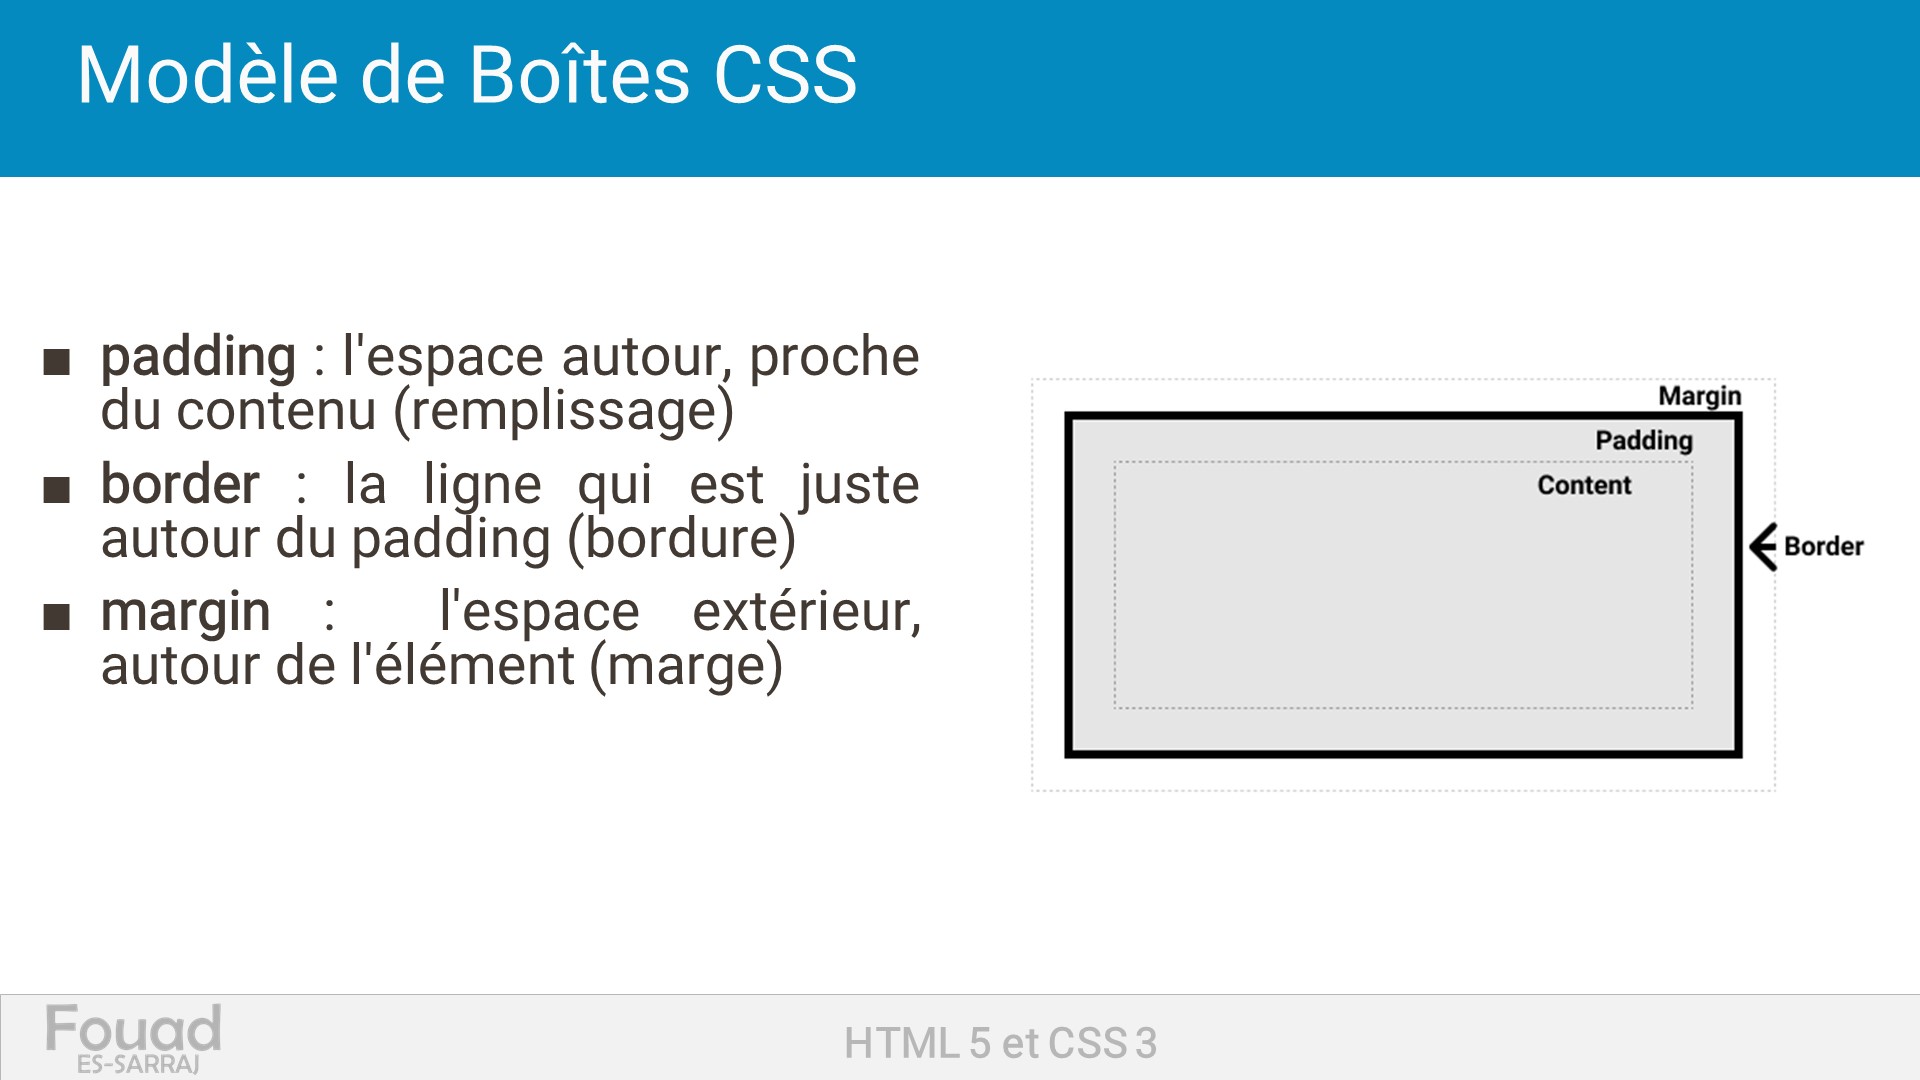 Modèle de Boîtes CSS
■ padding : l'espace autour, proche
du contenu (remplissage)
■ border : la ligne qui est juste
autour du padding (bordure)
■ margin : l'espace extérieur,
autour de l'élément (marge)
Margin
Padding
Content
Border
Fouad
ES-SARRAJ
HTML 5 et CSS 3